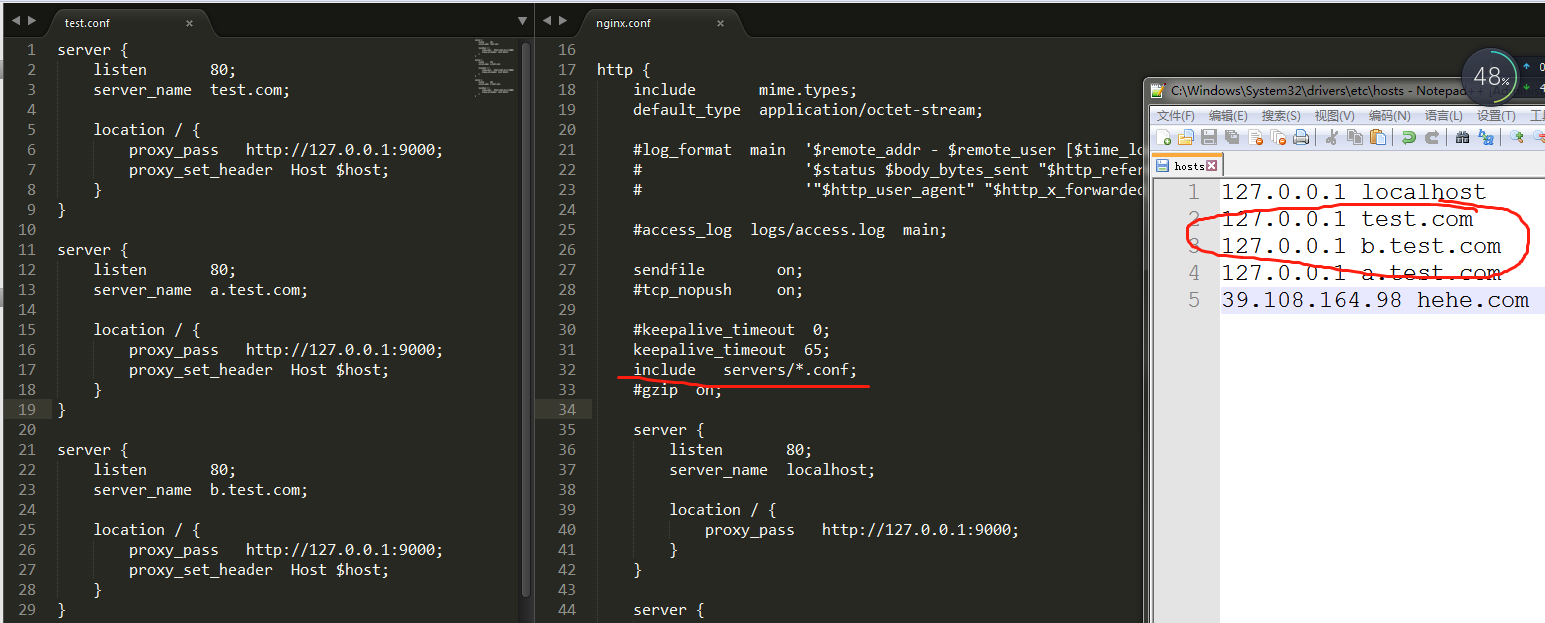 test.conf
1 server {
2 listen 80;
3 server_name test.com;
4
5 location / {
6 proxy_pass http://127.0.0.1:9000;
7 proxy_set_header Host $host;
8 }
9 }
10
11 server {
12 listen 80;
13 server_name a.test.com;
14
15 location / {
16 proxy_pass http://127.0.0.1:9000;
17 proxy_set_header Host $host;
18 }
19 }
20
21 server {
22 listen 80;
23 server_name b.test.com;
24
25 location / {
26 proxy_pass http://127.0.0.1:9000;
27 proxy_set_header Host $host;
28 }
29 }
nginx.conf
16
17 http {
18 include mime.types;
19 default_type application/octet-stream;
20
21 #log_format main '$remote_addr - $remote_user [$time_lo
22 # '$status $body_bytes_sent "$http_refer
23 # '"$http_user_agent" "$http_x_forwarded
24
25 #access_log logs/access.log main;
26
27 sendfile on;
28 #tcp_nopush on;
29
30 #keepalive_timeout 0;
31 keepalive_timeout 65;
32 include servers/*.conf;
33 #gzip on;
34
35 server {
36 listen 80;
37 server_name localhost;
38
39 location / {
40 proxy_pass http://127.0.0.1:9000;
41 }
42 }
43
44 server {
48%
C:\Windows\System32\drivers\etc\hosts - Notepad++
文件(F) 编辑(E) 搜索(S) 视图(V) 编码(N) 语言(L) 设置(T)
hosts
1 127.0.0.1 localhost
2 127.0.0.1 test.com
3 127.0.0.1 b.test.com
4 127.0.0.1 a.test.com
5 39.108.164.98 hehe.com